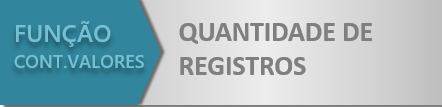 FUNÇÃO
CONT.VALORES
QUANTIDADE DE
REGISTROS